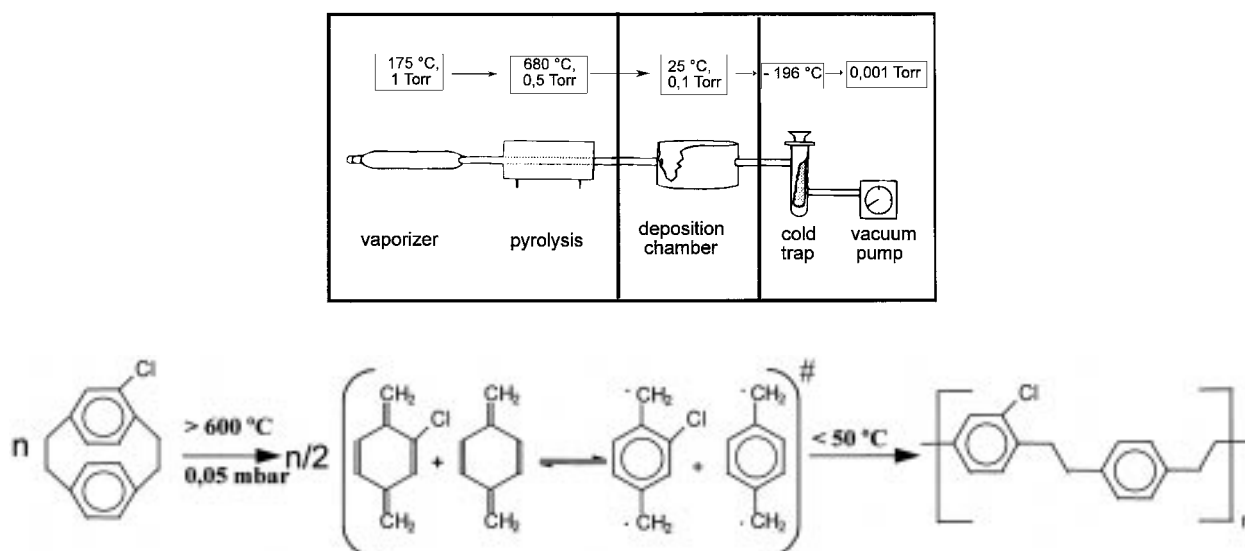 175 °C,
1 Torr
680 °C,
0,5 Torr
25 °C,
0,1 Torr
- 196 °C
0,001 Torr
vaporizer
pyrolysis
deposition
chamber
cold
trap
vacuum
pump
n
Cl
> 600 °C
0,05 mbar
n/2
CH₂
Cl
CH₂
+
CH₂
CH₂
·CH₂
Cl
·CH₂
+
·CH₂
·CH₂
#
< 50 °C
Cl
n